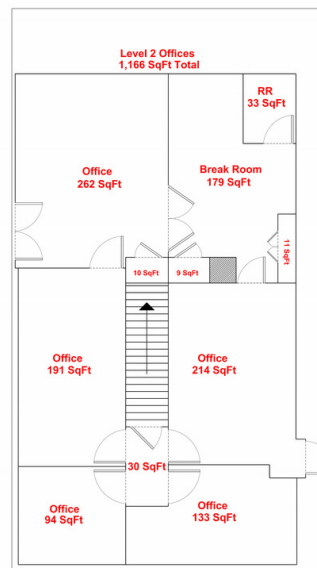 Level 2 Offices
1,166 SqFt Total
RR
33 SqFt
Office
262 SqFt
Break Room
179 SqFt
11 SqFt
10 SqFt
9 SqFt
Office
191 SqFt
Office
214 SqFt
30 SqFt
Office
94 SqFt
Office
133 SqFt